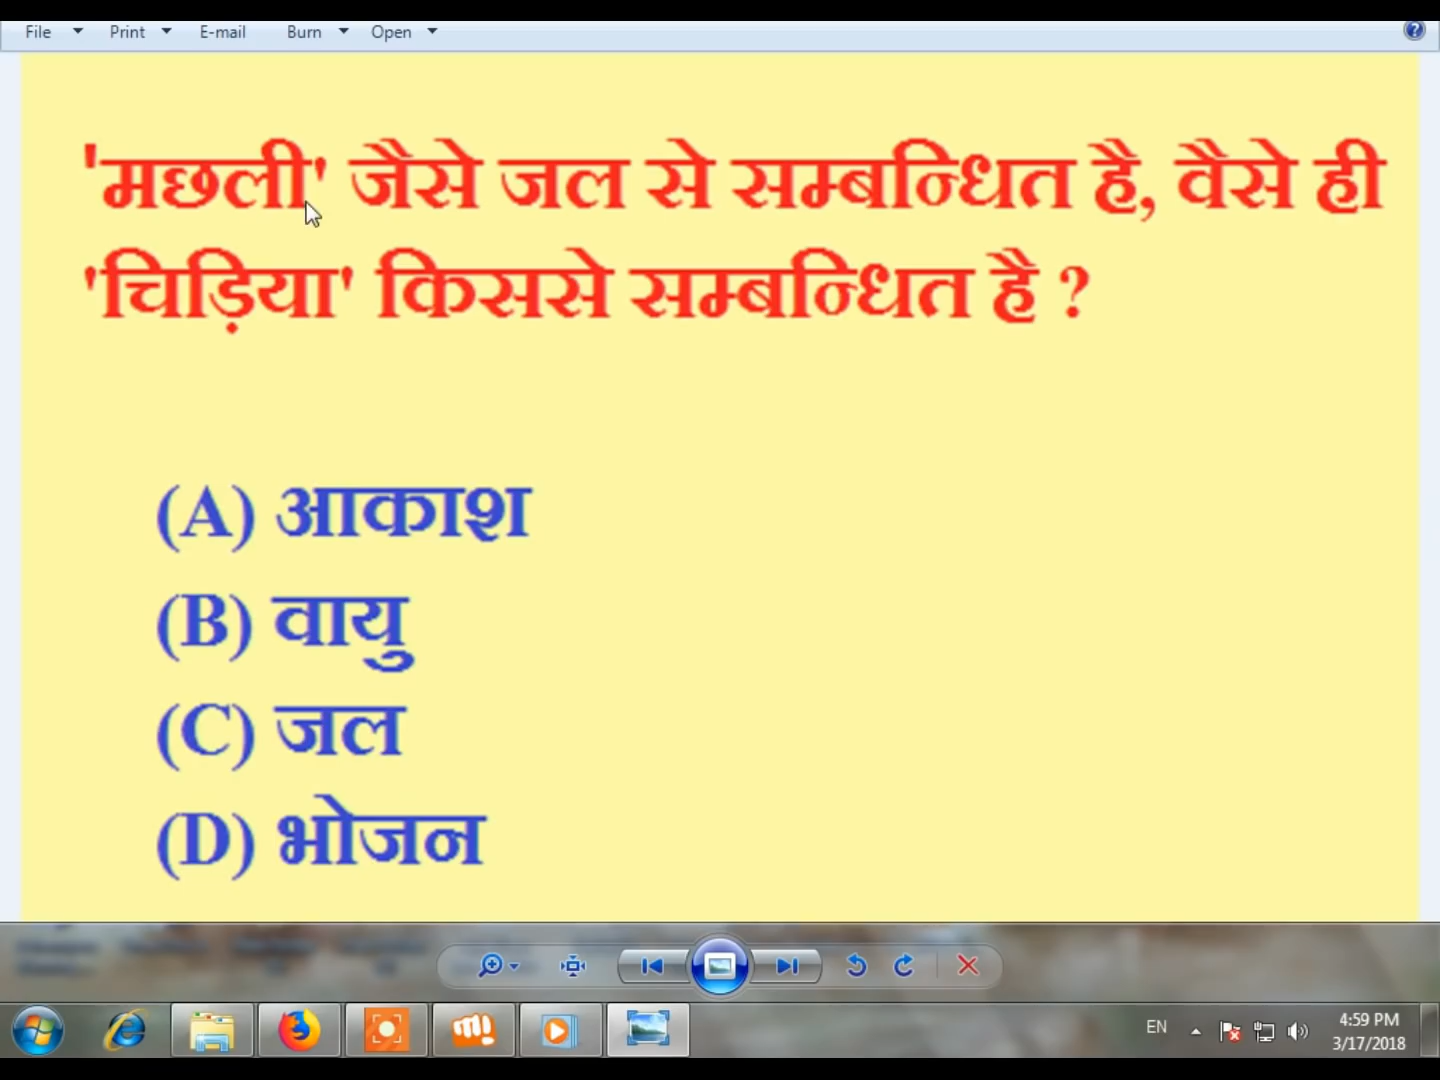 File Print E-mail Burn Open
'मछली' जैसे जल से सम्बन्धित है, वैसे ही
'चिड़िया' किससे सम्बन्धित है ?
(A) आकाश
(B) वायु
(C) जल
(D) भोजन
EN
4:59 PM
3/17/2018